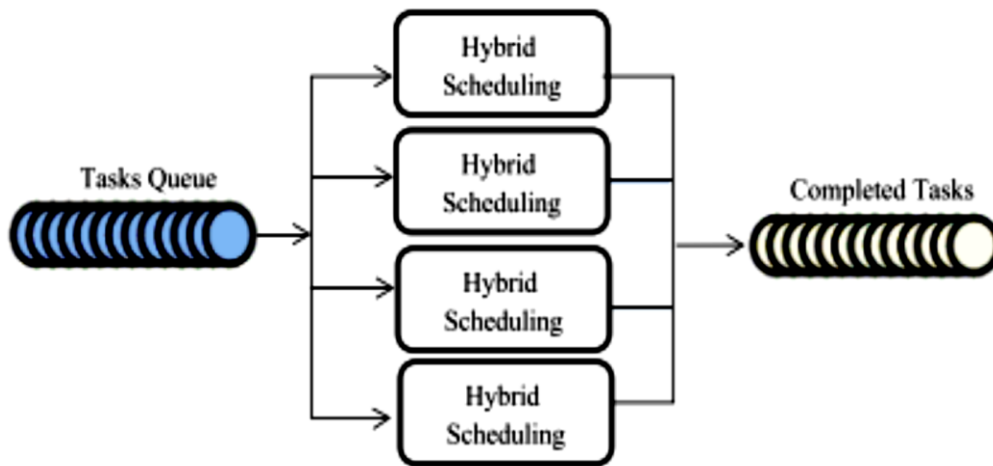 Tasks Queue
Hybrid
Scheduling
Hybrid
Scheduling
Hybrid
Scheduling
Hybrid
Scheduling
Completed Tasks